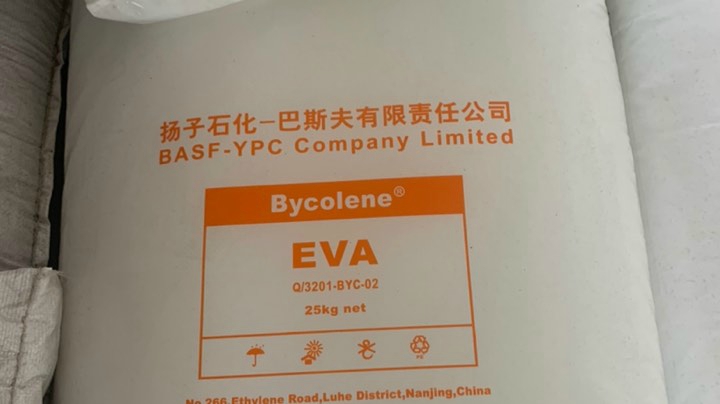 扬子石化-巴斯夫有限责任公司
BASF-YPC Company Limited
Bycolene®
EVA
Q/3201-BYC-02
25kg net
PE
No.266,Ethylene Road,Luhe District,Nanjing,China